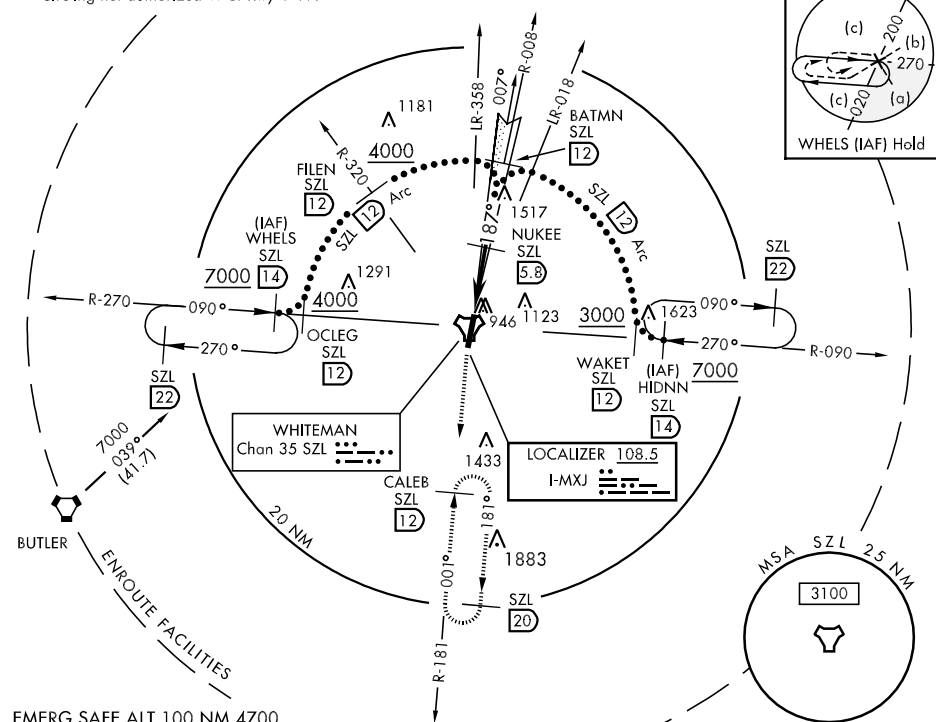 (c)
200
(b)
270
020
(c)
(a)
WHELS (IAF) Hold
1181
LR-358
007°
R-008
LR-018
BATMN
SZL
12
R-320
4000
FILEN
SZL
12
SZL 12 Arc
1517
187°
NUKEE
SZL
5.8
SZL 12 Arc
(IAF)
WHELS
SZL
7000 14
1291
4000
SZL
22
R-270
090°
270°
OCLEG
SZL
12
946
1123
3000
1623
090°
270°
R-090
WAKET
SZL
12
(IAF)
HIDNN
7000
SZL
14
SZL
22
7000
039°
(41.7)
WHITEMAN
Chan 35 SZL
1433
LOCALIZER 108.5
I-MXJ
CALEB
SZL
12
BUTLER
20 NM
001°
181°
1883
SZL
20
R-181
ENROUTE FACILITIES
MSA SZL 25 NM
3100
EMERG SAFE ALT 100 NM 4700